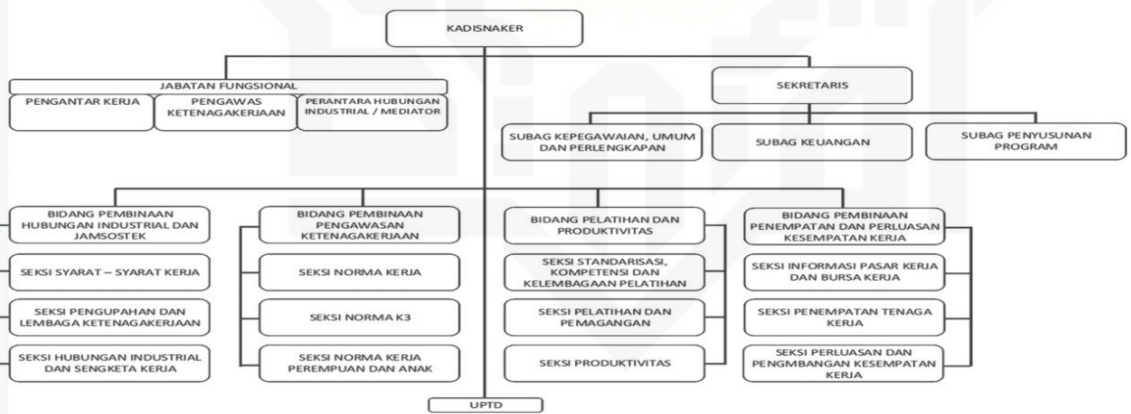 KADISNAKER
JABATAN FUNGSIONAL
PENGANTAR KERJA
PENGAWAS
KETENAGAKERJAAN
PERANTARA HUBUNGAN
INDUSTRIAL / MEDIATOR
SEKRETARIS
SUBAG KEPEGAWAIAN, UMUM
DAN PERLENGKAPAN
SUBAG KEUANGAN
SUBAG PENYUSUNAN
PROGRAM
BIDANG PEMBINAAN
HUBUNGAN INDUSTRIAL DAN
JAMSOSTEK
SEKSI SYARAT – SYARAT KERJA
SEKSI PENGUPAHAN DAN
LEMBAGA KETENAGAKERJAAN
SEKSI HUBUNGAN INDUSTRIAL
DAN SENGKETA KERJA
BIDANG PEMBINAAN
PENGAWASAN
KETENAGAKERJAAN
SEKSI NORMA KERJA
SEKSI NORMA K3
SEKSI NORMA KERJA
PEREMPUAN DAN ANAK
BIDANG PELATIHAN DAN
PRODUKTIVITAS
SEKSI STANDARISASI,
KOMPETENSI DAN
KELEMBAGAAN PELATIHAN
SEKSI PELATIHAN DAN
PEMAGANGAN
SEKSI PRODUKTIVITAS
BIDANG PEMBINAAN
PENEMPATAN DAN PERLUASAN
KESEMPATAN KERJA
SEKSI INFORMASI PASAR KERJA
DAN BURSA KERJA
SEKSI PENEMPATAN TENAGA
KERJA
SEKSI PERLUASAN DAN
PENGMBANGAN KESEMPATAN
KERJA
UPTD